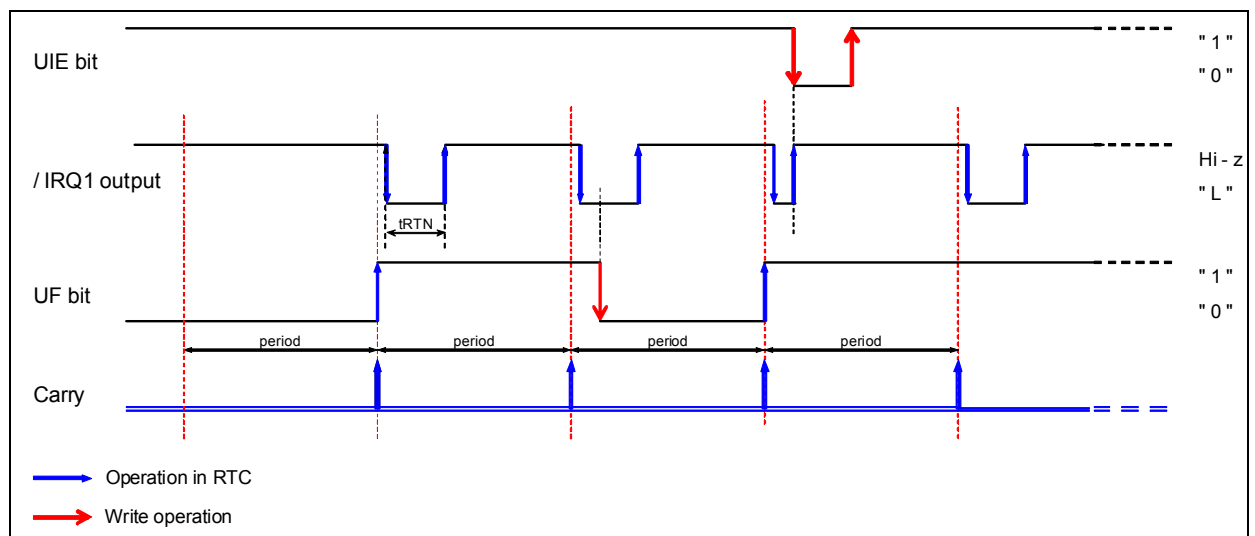 UIE bit
" 1 "
" 0 "
/ IRQ1 output
Hi - z
" L "
tRTN
UF bit
" 1 "
" 0 "
period period period period
Carry
Operation in RTC
Write operation